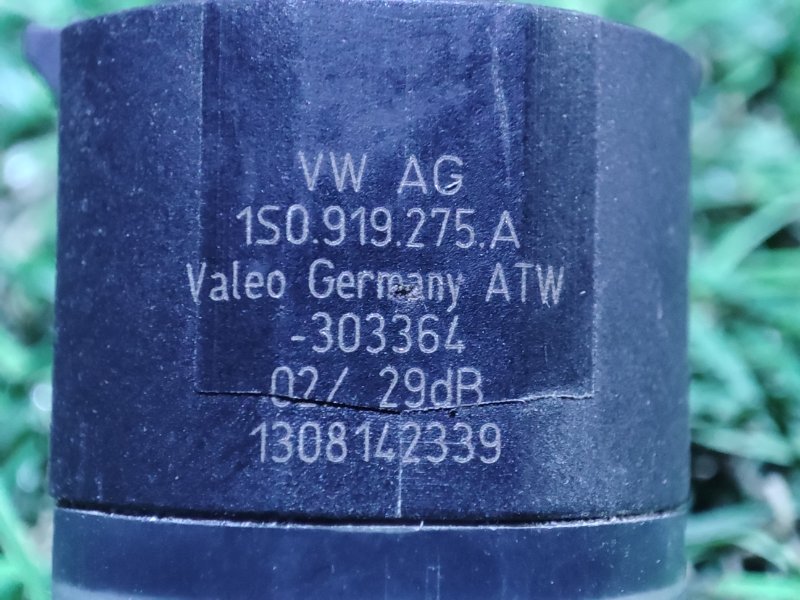 VW AG
1S0.919.275.A
Valeo Germany ATW
-303364
02/ 29dB
1308142339